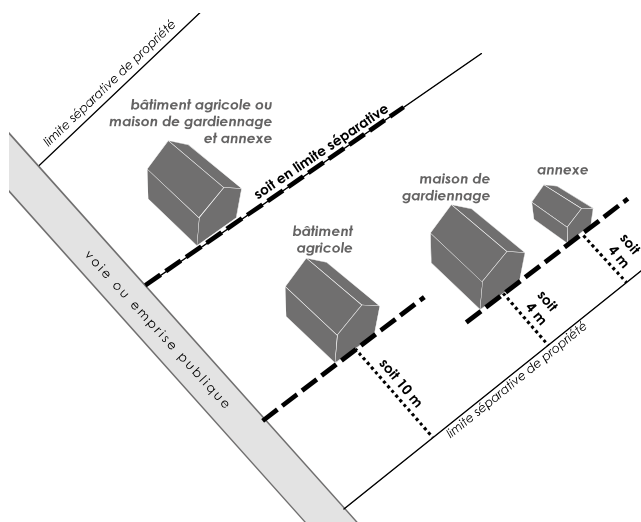 limite séparative de propriété
bâtiment agricole ou
maison de gardiennage
et annexe
soit en limite séparative
annexe
maison de
gardiennage
bâtiment
agricole
soit
4 m
soit
4 m
soit 10 m
voie ou emprise publique
limite séparative de propriété